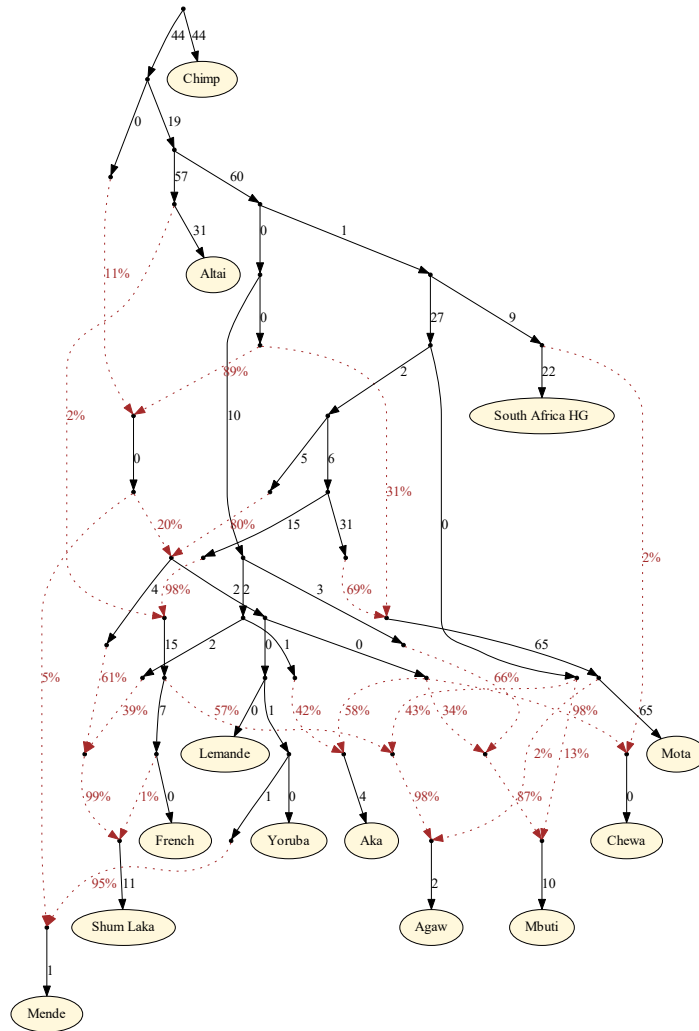 44 44
Chimp
0 19
57 60
31 0 1
Altai
11% 27 9
0 22
89% 2
South Africa HG
2% 10
0 5 6
31% 0
20% 80% 15 31
2%
98% 69%
4 2 22 3
15 2 0 1 0 65
5% 61% 66%
39% 57% 42% 58% 43% 34% 98% 65
7 0 1
Lemande
Mota
99% 1% 0 1 0 4 98% 2% 87% 13% 0
French
Yoruba
Aka
Chewa
95% 11 2 10
Shum Laka
Agaw
Mbuti
1
Mende